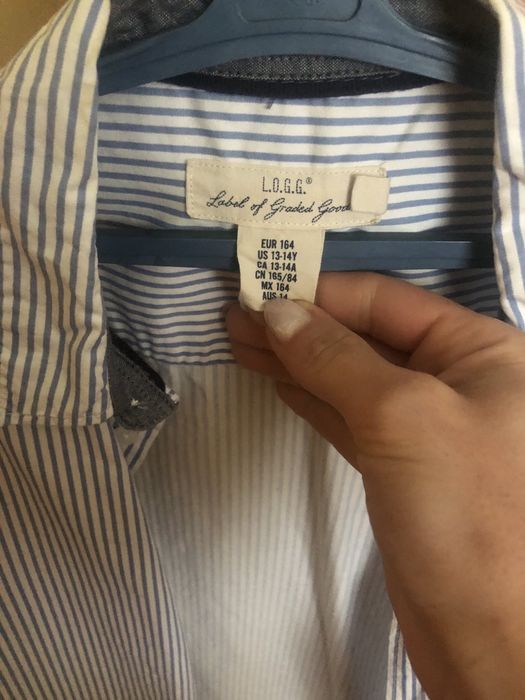 L.O.G.G.®
Label of Graded Goods
EUR 164
US 13-14Y
CA 13-14A
CN 165/84
MX 164
AUS 14